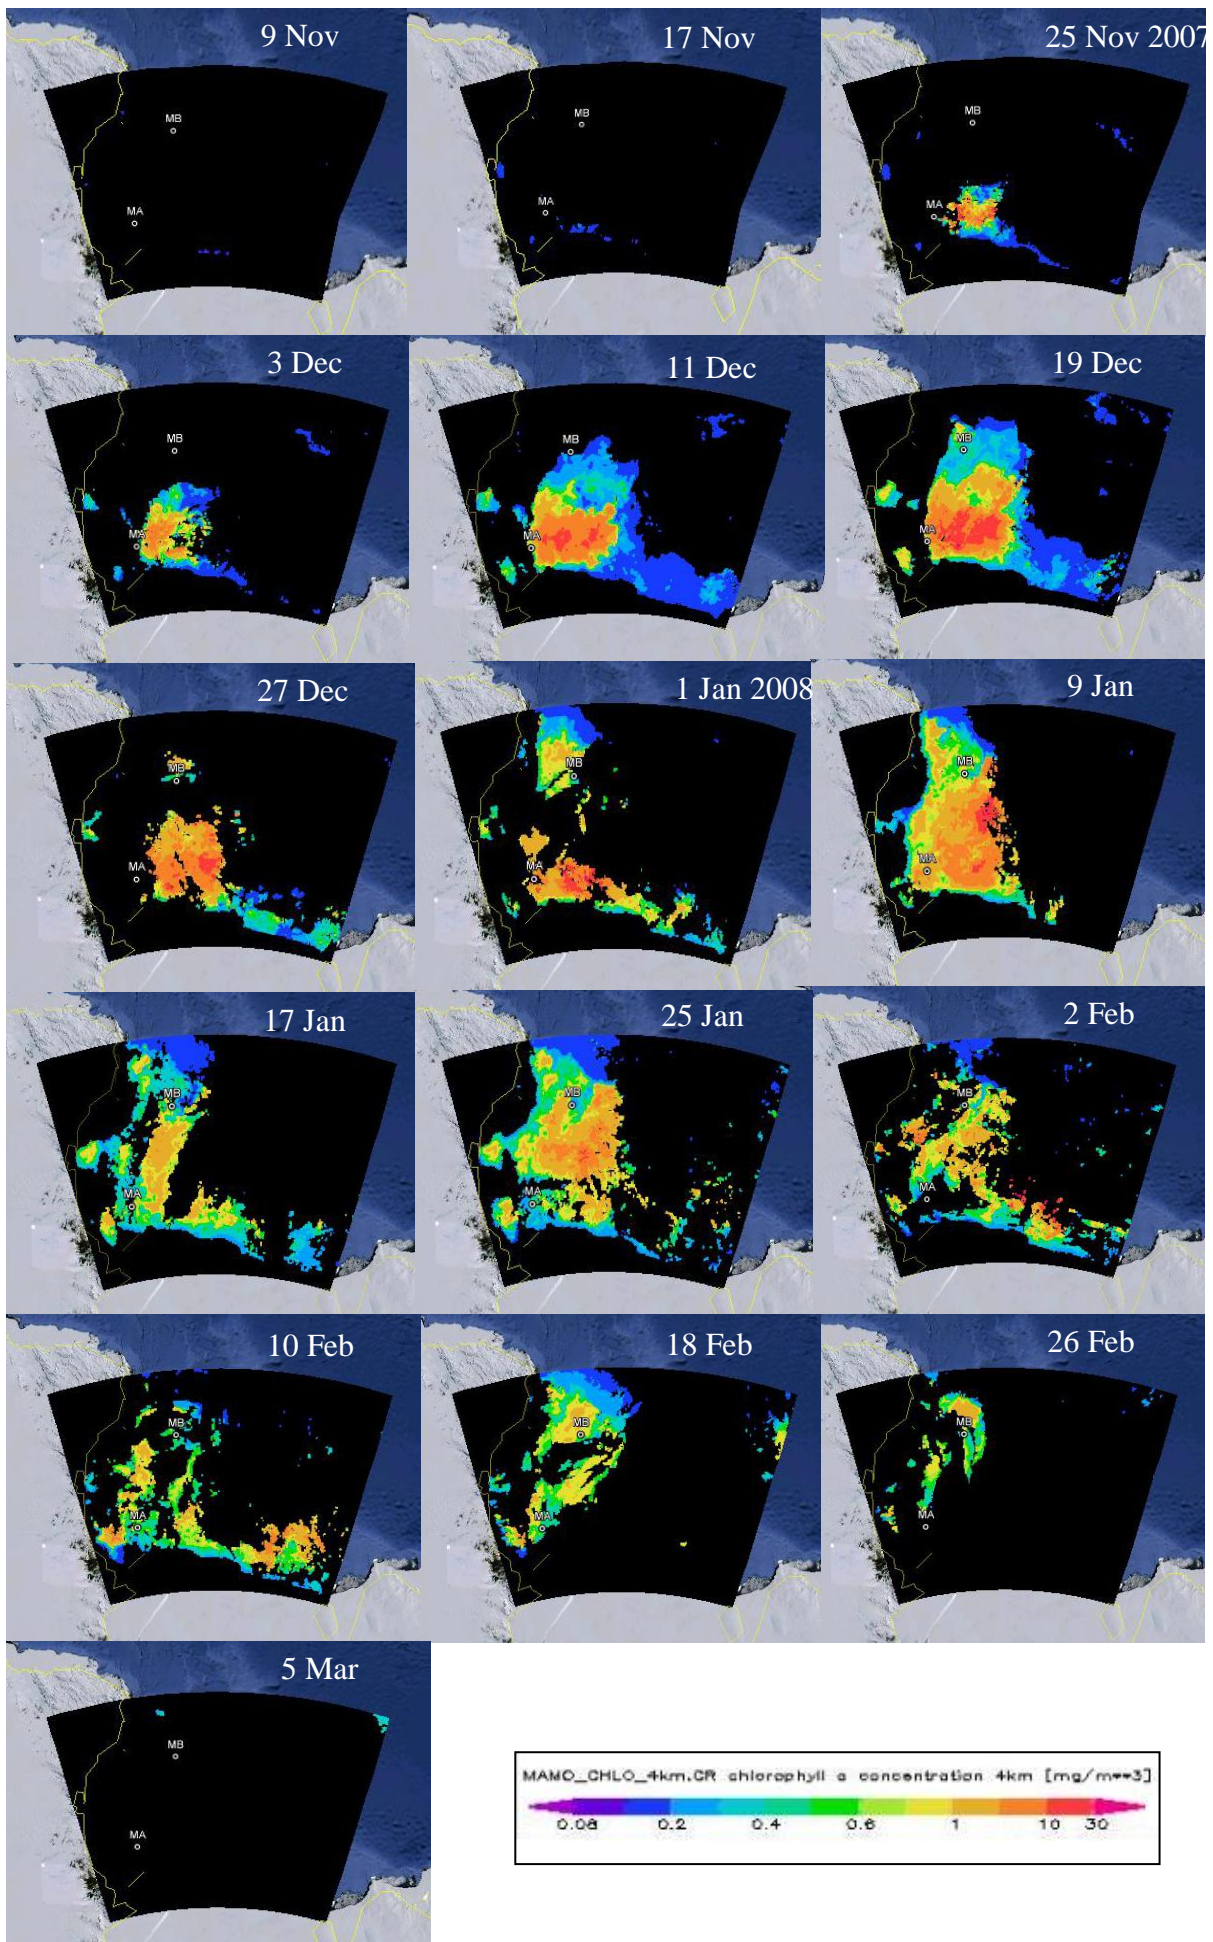 9 Nov
17 Nov
25 Nov 2007
MB
MB
MB
MA
MA
MA
3 Dec
11 Dec
19 Dec
MB
MB
MB
MA
MA
MA
27 Dec
1 Jan 2008
9 Jan
MB
MB
MB
MA
MA
MA
17 Jan
25 Jan
2 Feb
MB
MB
MB
MA
MA
MA
10 Feb
18 Feb
26 Feb
MB
MB
MB
MA
MA
MA
5 Mar
MB
MA
MAMO_CHLO_4km.CR chlorophyll a concentration 4km [mg/m**3]
0.08 0.2 0.4 0.6 1 10 30